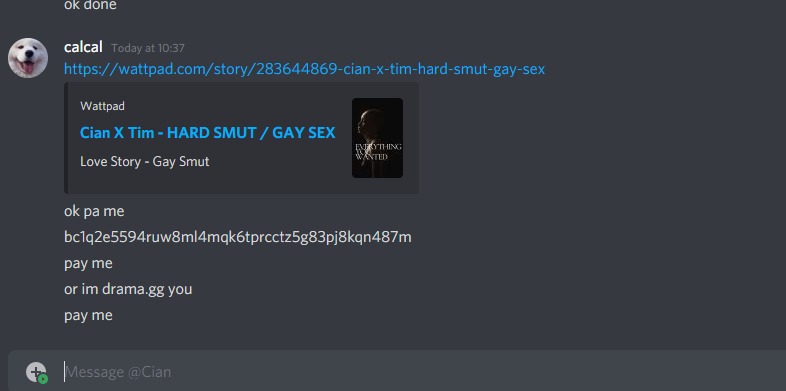 ok done
calcal Today at 10:37
https://wattpad.com/story/283644869-cian-x-tim-hard-smut-gay-sex
Wattpad
Cian X Tim - HARD SMUT / GAY SEX
Love Story - Gay Smut
EVERYTHING
WANTED
ok pa me
bc1q2e5594ruw8ml4mqk6tprcctz5g83pj8kqn487m
pay me
or im drama.gg you
pay me
Message @Cian